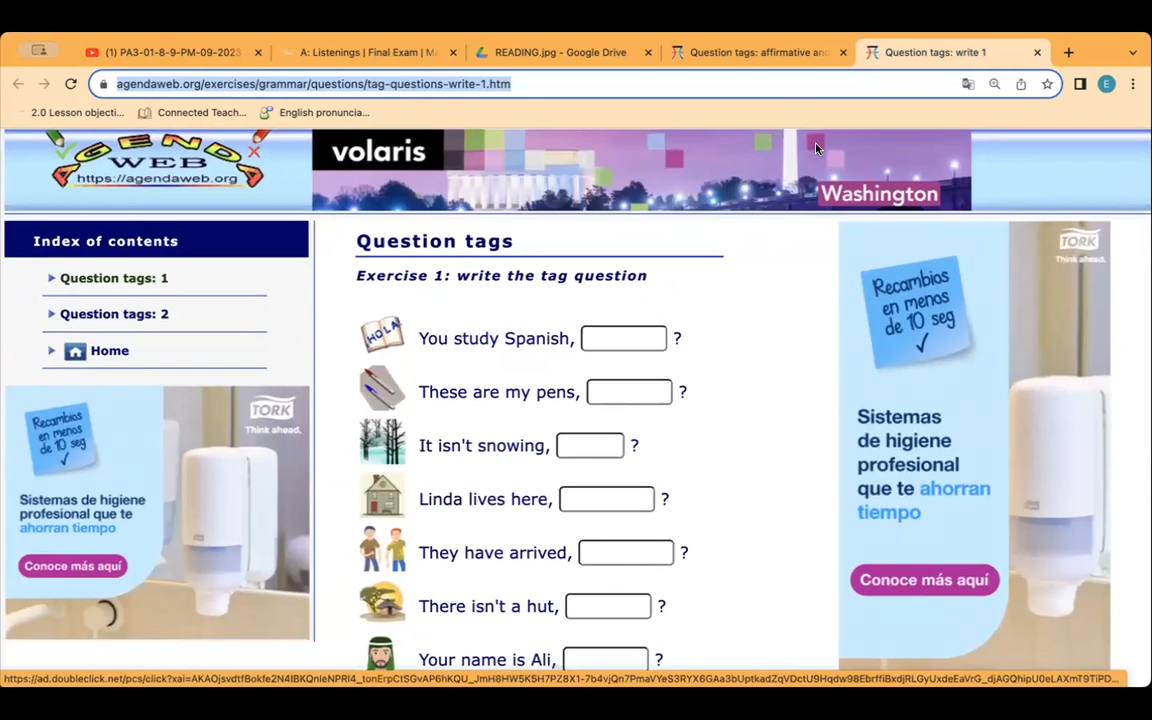 (1) PA3-01-8-9-PM-09-2023
A: Listenings | Final Exam | M
READING.jpg - Google Drive
Question tags: affirmative an
Question tags: write 1
agendaweb.org/exercises/grammar/questions/tag-questions-write-1.htm
E
2.0 Lesson objecti...
Connected Teach...
English pronuncia...
AGENDA
WEB
https://agendaweb.org
volaris
Washington
Index of contents
Question tags: 1
Question tags: 2
Home
Recambios
en menos
de 10 seg
TORK
Think ahead.
Sistemas de higiene
profesional que te
ahorran tiempo
Conoce más aquí
Question tags
Exercise 1: write the tag question
HOLA
You study Spanish, ?
These are my pens, ?
It isn't snowing, ?
Linda lives here, ?
They have arrived, ?
There isn't a hut, ?
Your name is Ali, ?
TORK
Think ahead.
Recambios
en menos
de 10 seg
Sistemas
de higiene
profesional
que te ahorran
tiempo
Conoce más aquí